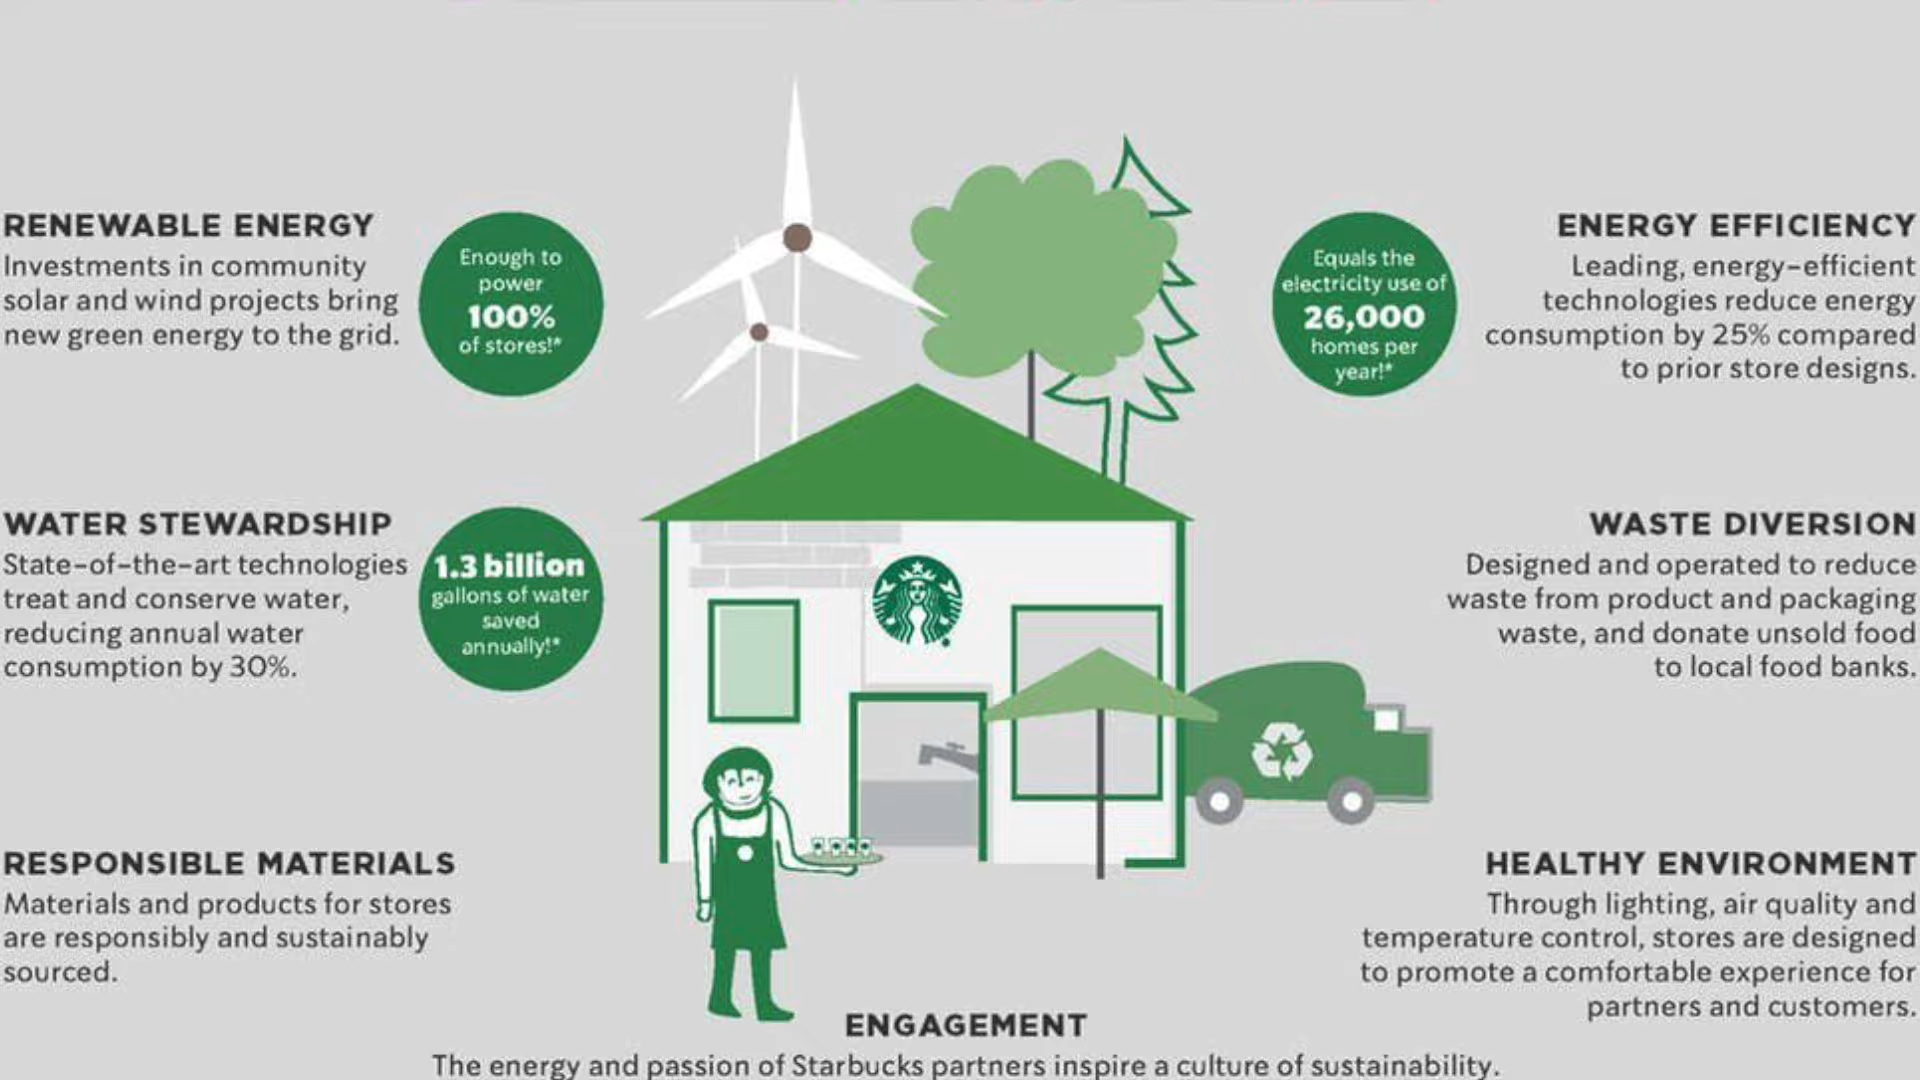 RENEWABLE ENERGY
Investments in community
solar and wind projects bring
new green energy to the grid.
Enough to
power
100%
of stores!*
Equals the
electricity use of
26,000
homes per
year!*
ENERGY EFFICIENCY
Leading, energy-efficient
technologies reduce energy
consumption by 25% compared
to prior store designs.
WATER STEWARDSHIP
State-of-the-art technologies
treat and conserve water,
reducing annual water
consumption by 30%.
1.3 billion
gallons of water
saved
annually!*
WASTE DIVERSION
Designed and operated to reduce
waste from product and packaging
waste, and donate unsold food
to local food banks.
RESPONSIBLE MATERIALS
Materials and products for stores
are responsibly and sustainably
sourced.
HEALTHY ENVIRONMENT
Through lighting, air quality and
temperature control, stores are designed
to promote a comfortable experience for
partners and customers.
ENGAGEMENT
The energy and passion of Starbucks partners inspire a culture of sustainability.